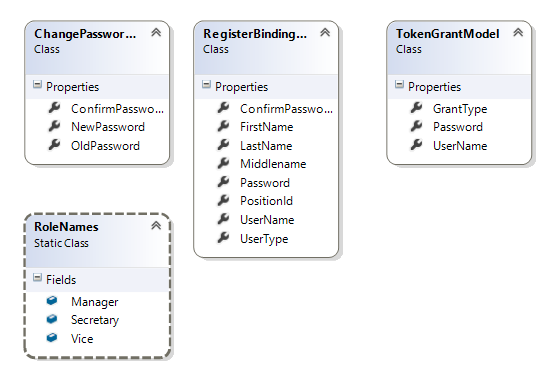 ChangePasswor...
Class
Properties
ConfirmPasswo...
NewPassword
OldPassword
RegisterBinding...
Class
Properties
ConfirmPasswo...
FirstName
LastName
Middlename
Password
PositionId
UserName
UserType
TokenGrantModel
Class
Properties
GrantType
Password
UserName
RoleNames
Static Class
Fields
Manager
Secretary
Vice